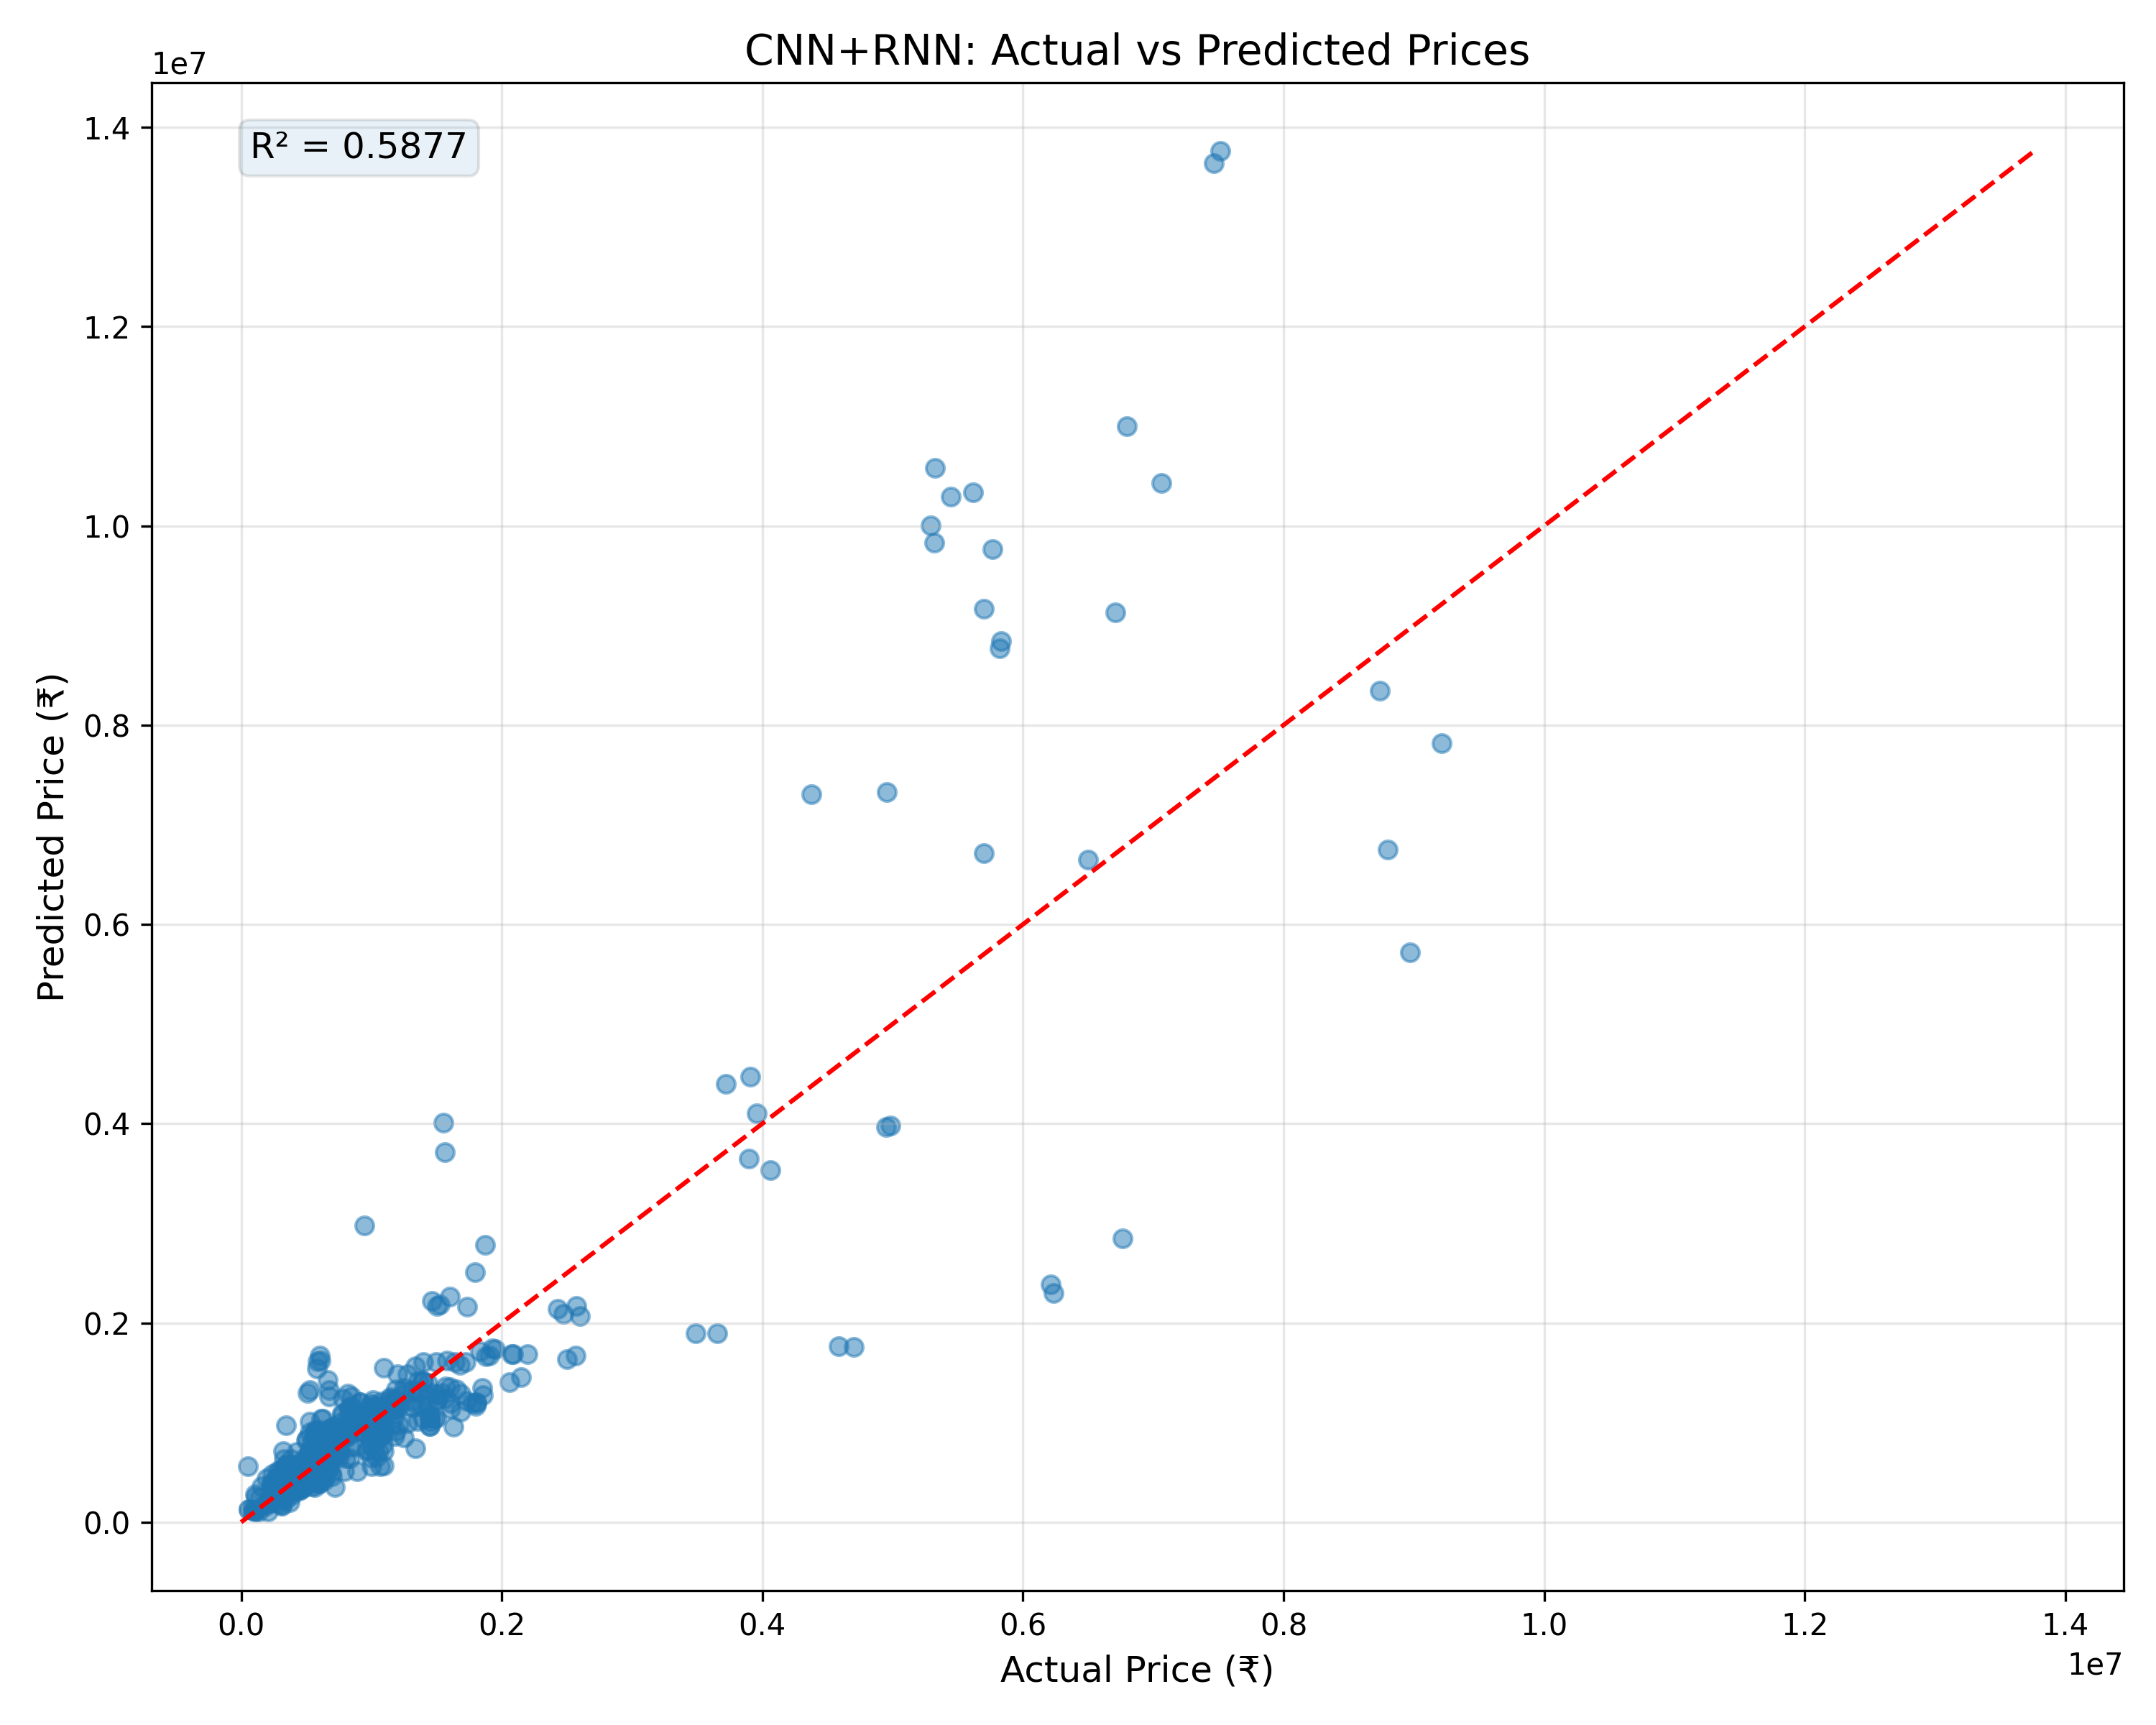 CNN+RNN: Actual vs Predicted Prices
1e7
R² = 0.5877
1.4
1.2
1.0
0.8
0.6
0.4
0.2
0.0
Predicted Price (₹)
0.0 0.2 0.4 0.6 0.8 1.0 1.2 1.4
1e7
Actual Price (₹)